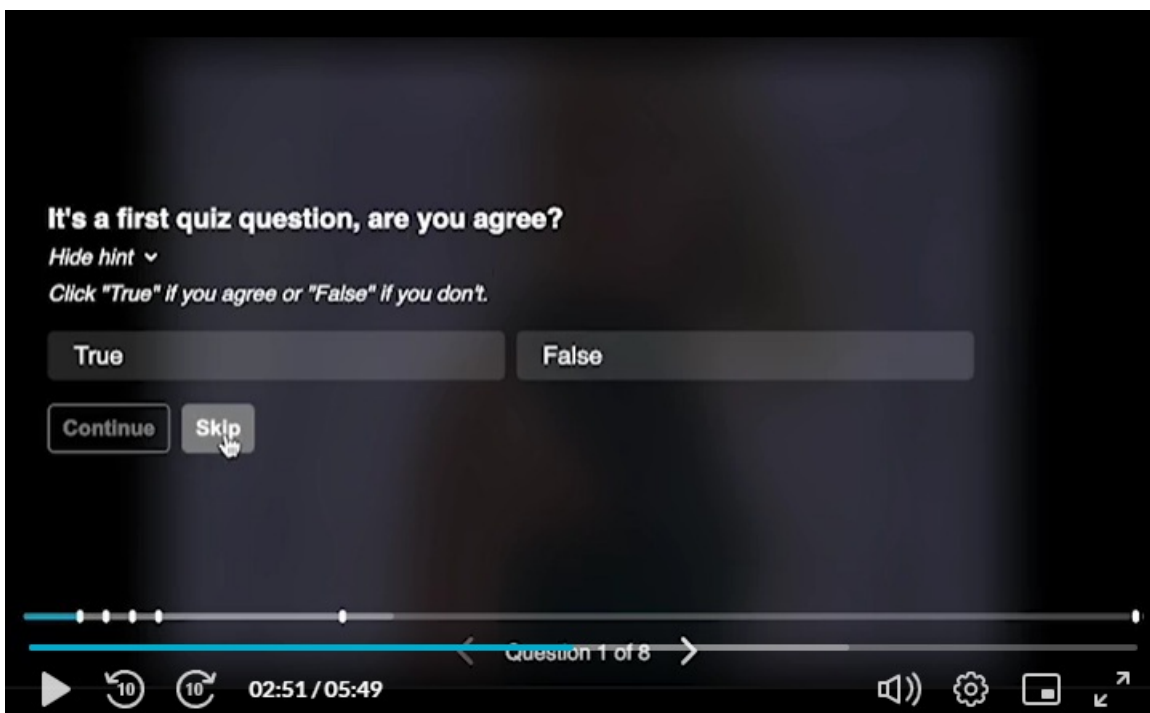 It's a first quiz question, are you agree?
Hide hint
Click "True" if you agree or "False" if you don't.
True False
Continue Skip
Question 1 of 8
10 10 02:51 / 05:49